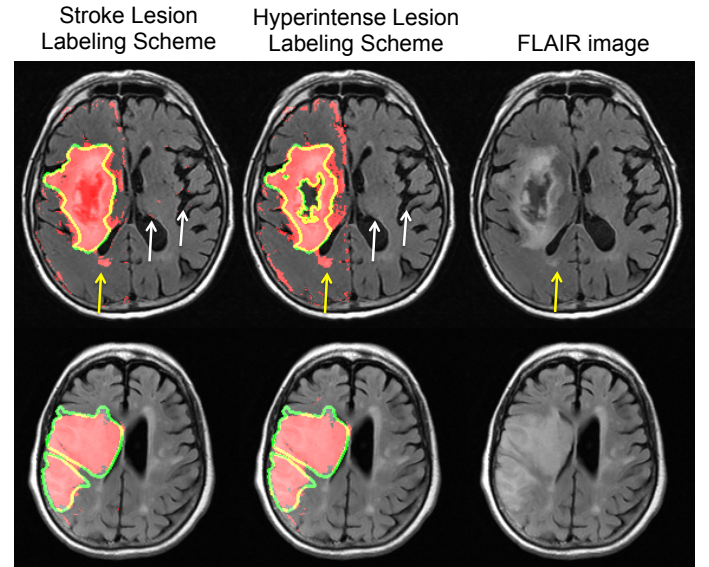 Stroke Lesion
Labeling Scheme
Hyperintense Lesion
Labeling Scheme
FLAIR image